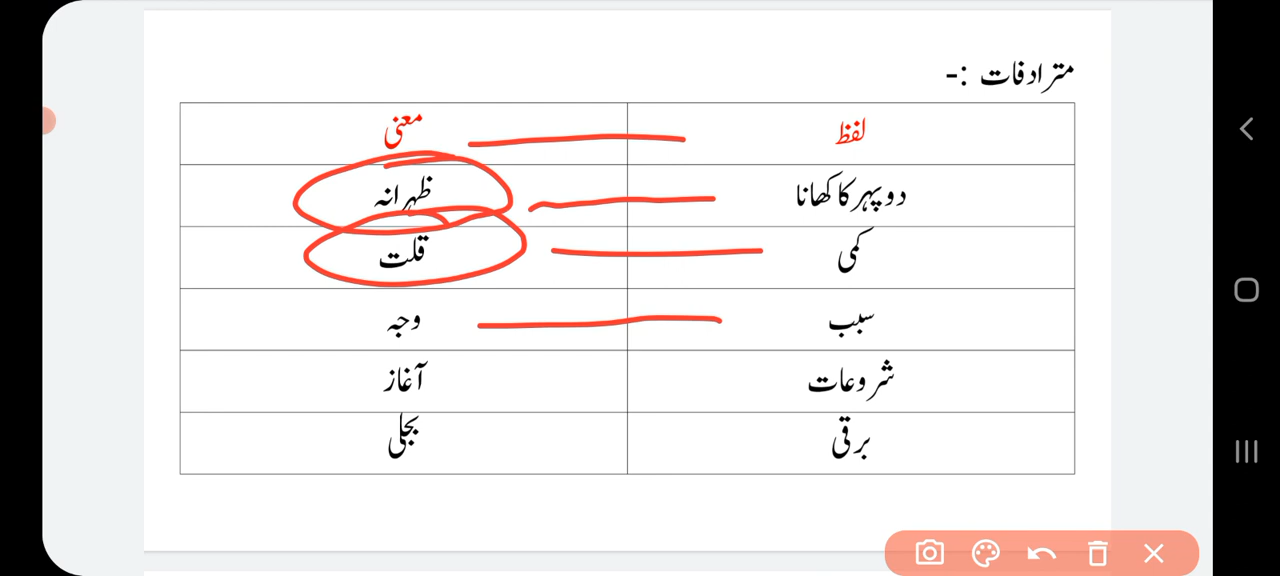 مترادفات :-
لفظ معنی
دوپہر کا کھانا ظہرانہ
کمی قلت
سبب وجہ
شروعات آغاز
برقی بجلی